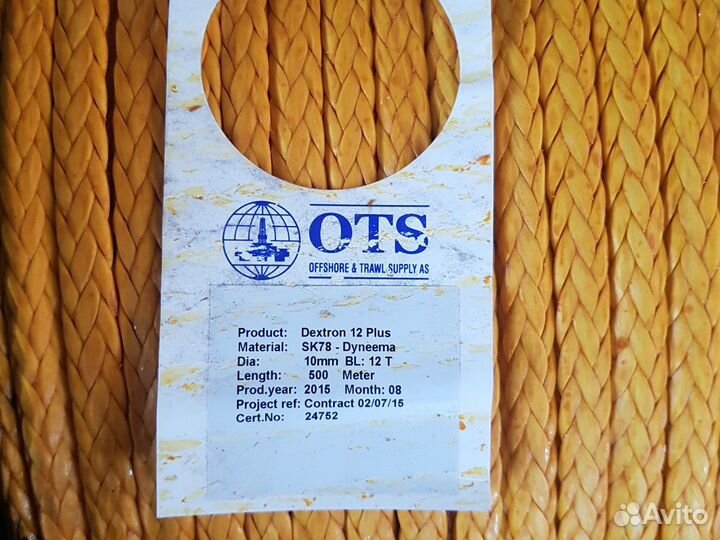 OTS
OFFSHORE & TRAWL SUPPLY AS
Product: Dextron 12 Plus
Material: SK78 - Dyneema
Dia: 10mm BL: 12 T
Length: 500 Meter
Prod.year: 2015 Month: 08
Project ref: Contract 02/07/15
Cert.No: 24752
Avito